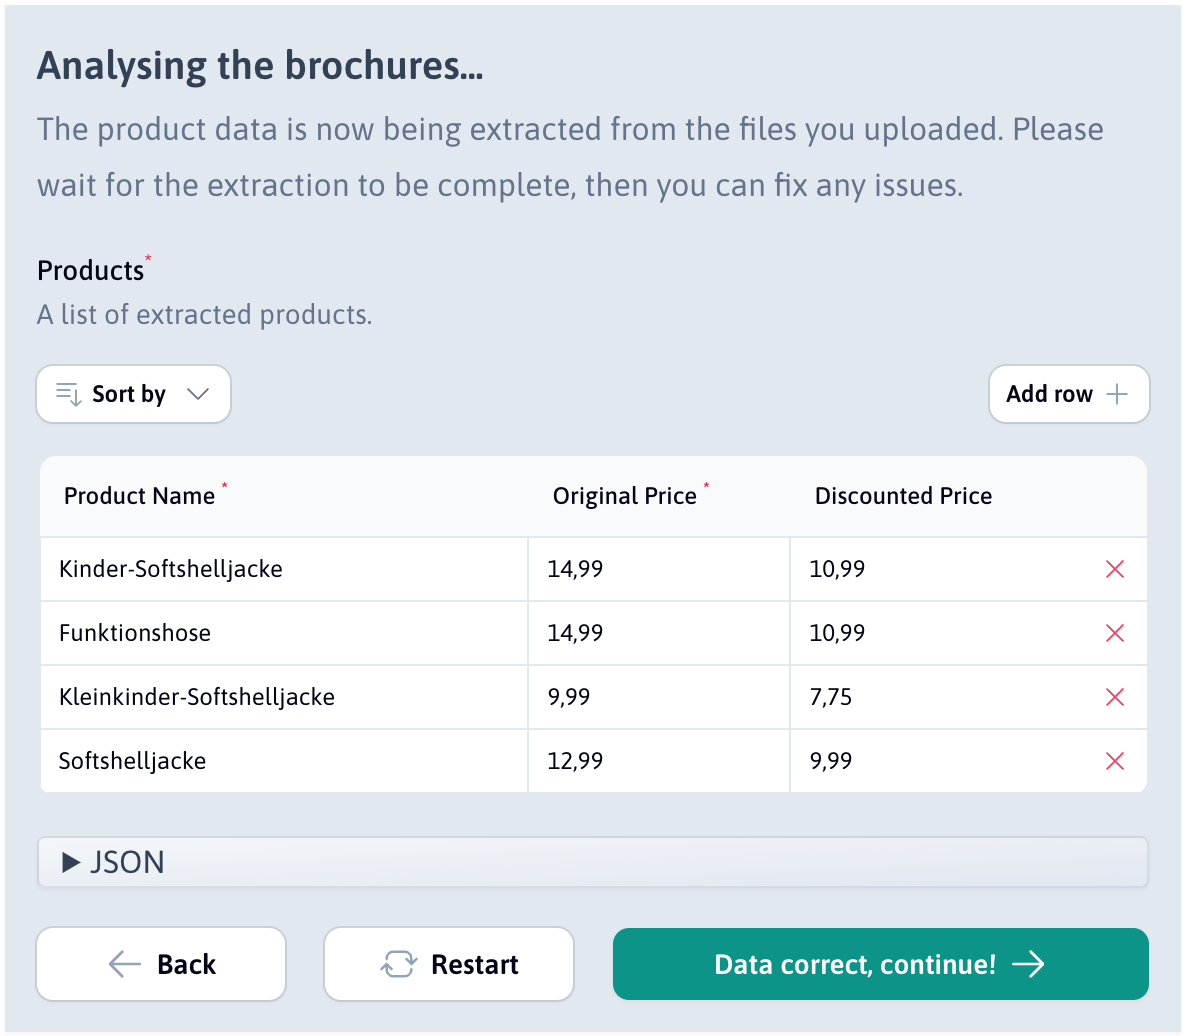 Analysing the brochures...
The product data is now being extracted from the files you uploaded. Please
wait for the extraction to be complete, then you can fix any issues.
Products*
A list of extracted products.
Sort by
Add row
Product Name * Original Price * Discounted Price
Kinder-Softshelljacke 14,99 10,99
Funktionshose 14,99 10,99
Kleinkinder-Softshelljacke 9,99 7,75
Softshelljacke 12,99 9,99
JSON
Back Restart Data correct, continue!